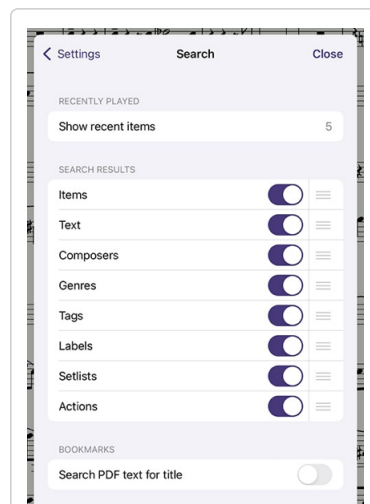 Settings Search Close
RECENTLY PLAYED
Show recent items 5
SEARCH RESULTS
Items
Text
Composers
Genres
Tags
Labels
Setlists
Actions
BOOKMARKS
Search PDF text for title